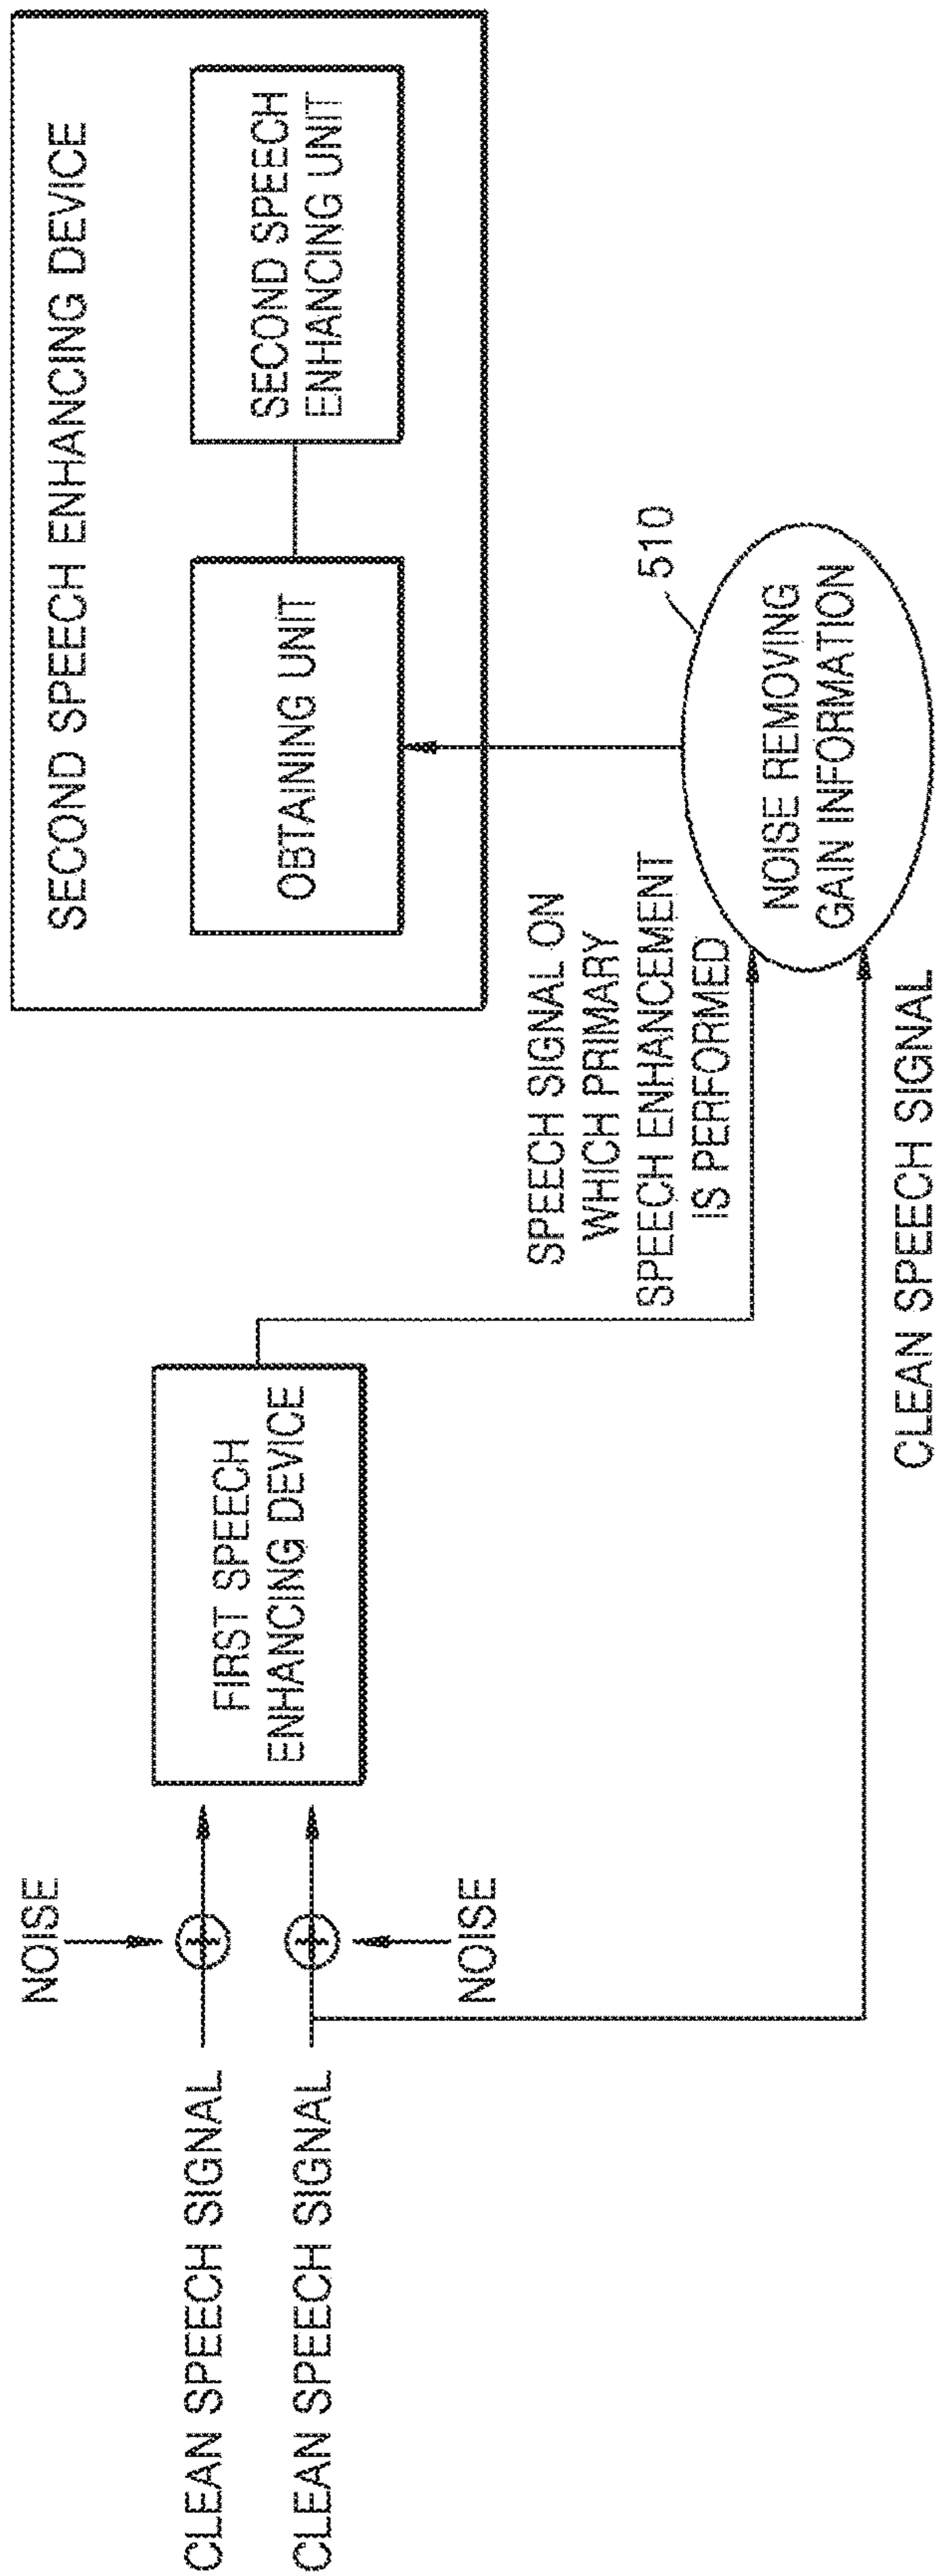 NOISE
CLEAN SPEECH SIGNAL
CLEAN SPEECH SIGNAL
NOISE
FIRST SPEECH
ENHANCING DEVICE
SECOND SPEECH ENHANCING DEVICE
OBTAINING UNIT
SECOND SPEECH
ENHANCING UNIT
SPEECH SIGNAL ON
WHICH PRIMARY
SPEECH ENHANCEMENT
IS PERFORMED
510
NOISE REMOVING
GAIN INFORMATION
CLEAN SPEECH SIGNAL